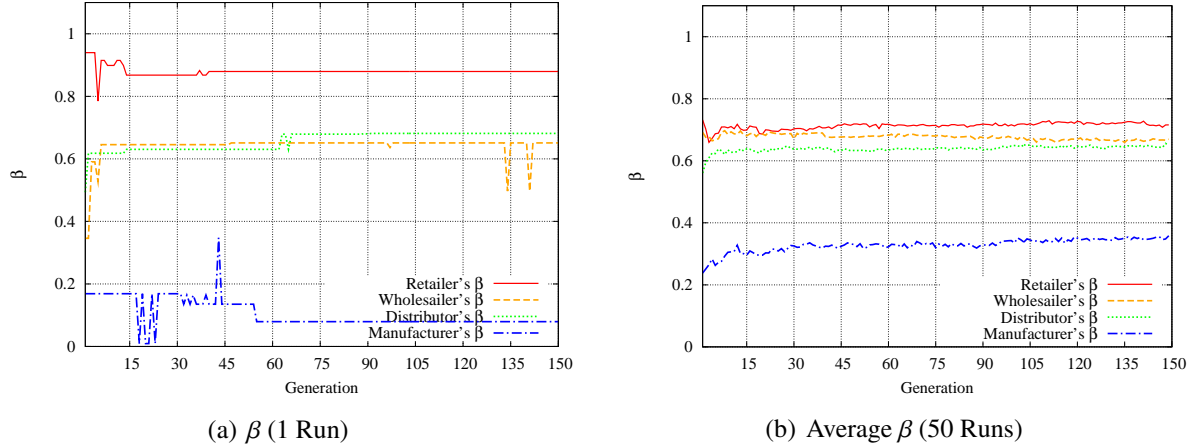 1
0.8
0.6
β
0.4
0.2
0
Retailer's β
Wholesailer's β
Distributor's β
Manufacturer's β
15 30 45 60 75 90 105 120 135 150
Generation
(a) β (1 Run)
1
0.8
0.6
β
0.4
0.2
0
Retailer's β
Wholesailer's β
Distributor's β
Manufacturer's β
15 30 45 60 75 90 105 120 135 150
Generation
(b) Average β (50 Runs)